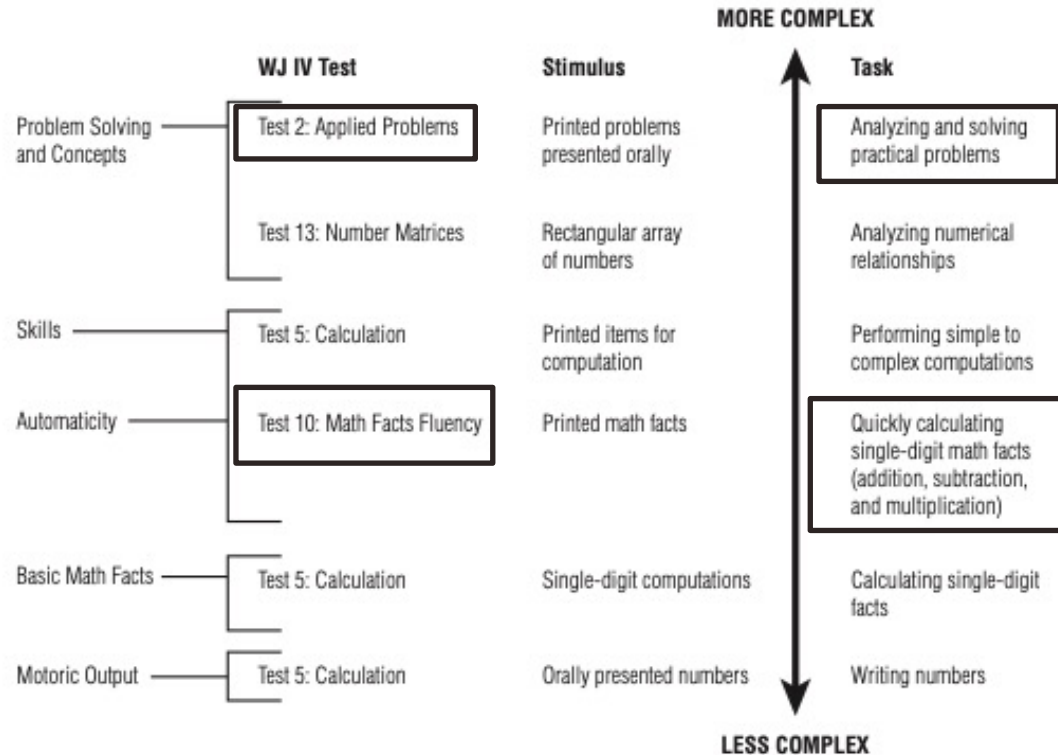 MORE COMPLEX
WJ IV Test
Stimulus
Task
Problem Solving
and Concepts
Test 2: Applied Problems
Printed problems
presented orally
Analyzing and solving
practical problems
Test 13: Number Matrices
Rectangular array
of numbers
Analyzing numerical
relationships
Skills
Test 5: Calculation
Printed items for
computation
Performing simple to
complex computations
Automaticity
Test 10: Math Facts Fluency
Printed math facts
Quickly calculating
single-digit math facts
(addition, subtraction,
and multiplication)
Basic Math Facts
Test 5: Calculation
Single-digit computations
Calculating single-digit
facts
Motoric Output
Test 5: Calculation
Orally presented numbers
Writing numbers
LESS COMPLEX